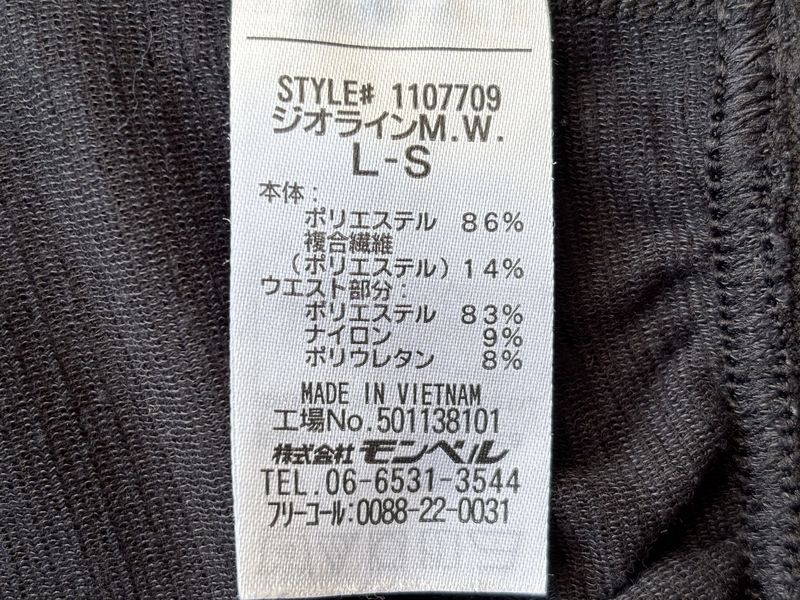 STYLE# 1107709
ジオラインM.W.
L-S
本体:
ポリエステル 86%
複合繊維
(ポリエステル) 14%
ウエスト部分:
ポリエステル 83%
ナイロン 9%
ポリウレタン 8%
MADE IN VIETNAM
工場No.501138101
株式会社 モンベル
TEL.06-6531-3544
フリーコール:0088-22-0031